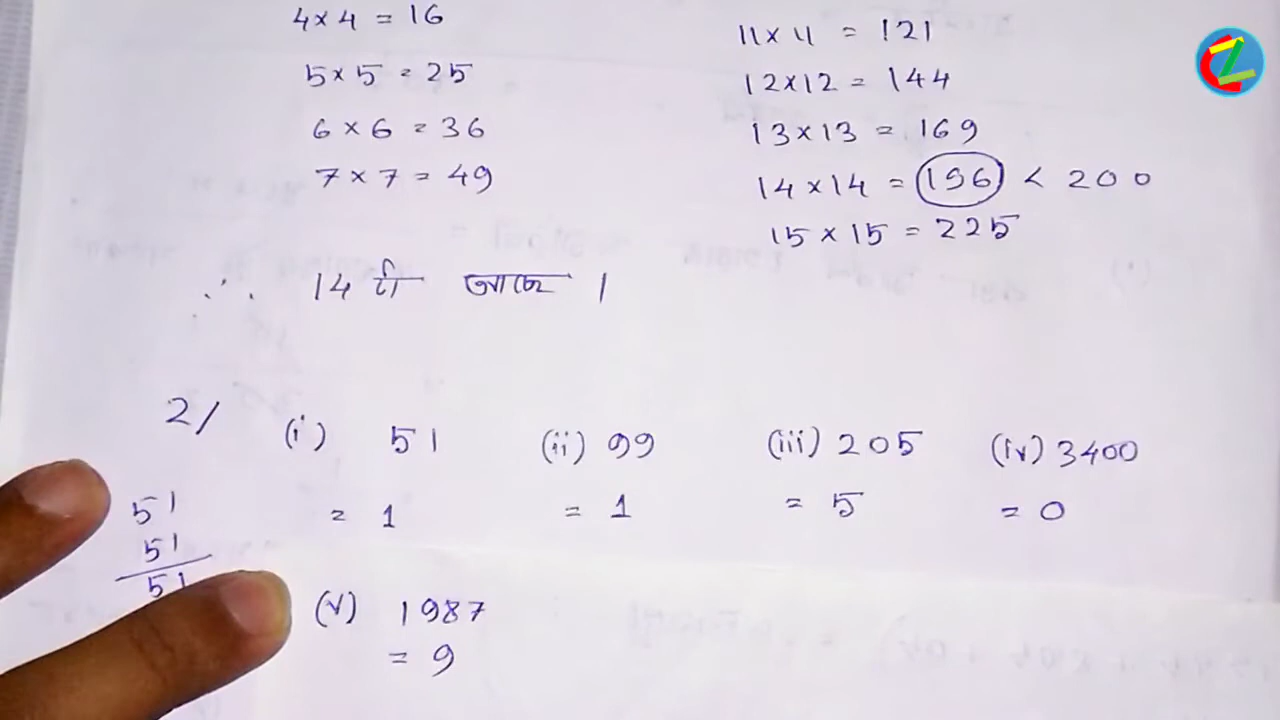 4 x 4 = 16
5 x 5 = 25
6 x 6 = 36
7 x 7 = 49
11 x 11 = 121
12 x 12 = 144
13 x 13 = 169
14 x 14 = 196 < 200
15 x 15 = 225
∴ 14 টা আছে ।
2/ (i) 51 (ii) 99 (iii) 205 (iv) 3400
= 1 = 1 = 5 = 0
51
51
51
(v) 1987
= 9